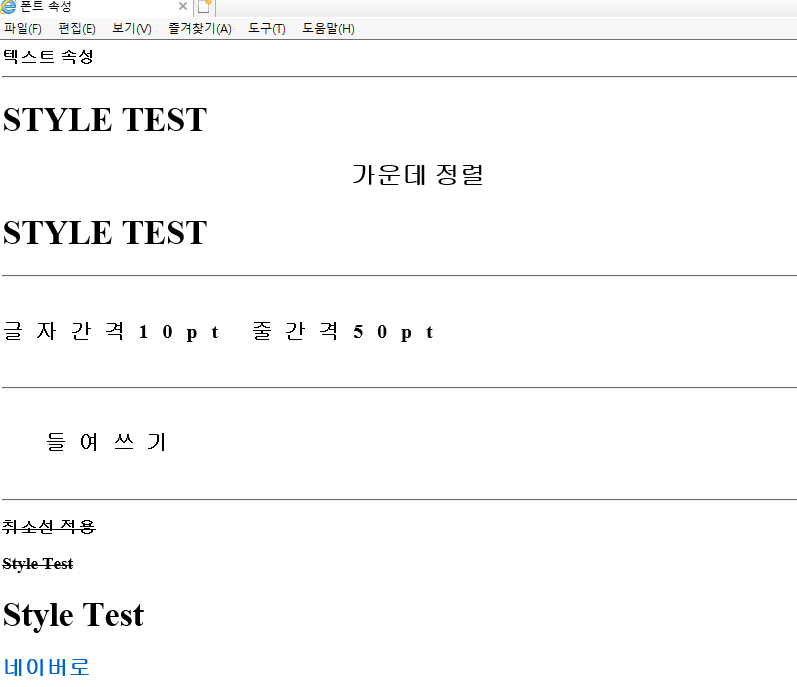 폰트 속성
파일(F) 편집(E) 보기(V) 즐겨찾기(A) 도구(T) 도움말(H)
텍스트 속성
STYLE TEST
가운데 정렬
STYLE TEST
글 자 간 격 1 0 p t 줄 간 격 5 0 p t
들 여 쓰 기
취소선 적용
Style Test
Style Test
네이버로